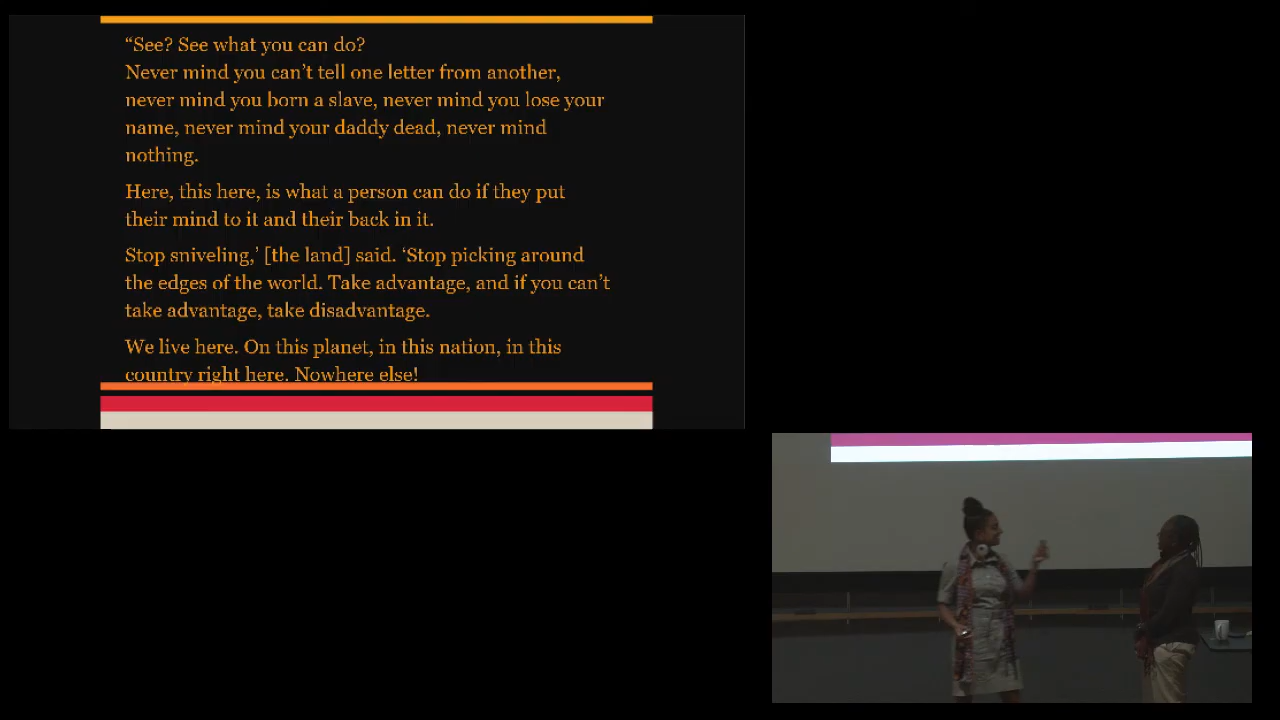 “See? See what you can do?
Never mind you can’t tell one letter from another,
never mind you born a slave, never mind you lose your
name, never mind your daddy dead, never mind
nothing.
Here, this here, is what a person can do if they put
their mind to it and their back in it.
Stop sniveling,’ [the land] said. ‘Stop picking around
the edges of the world. Take advantage, and if you can’t
take advantage, take disadvantage.
We live here. On this planet, in this nation, in this
country right here. Nowhere else!